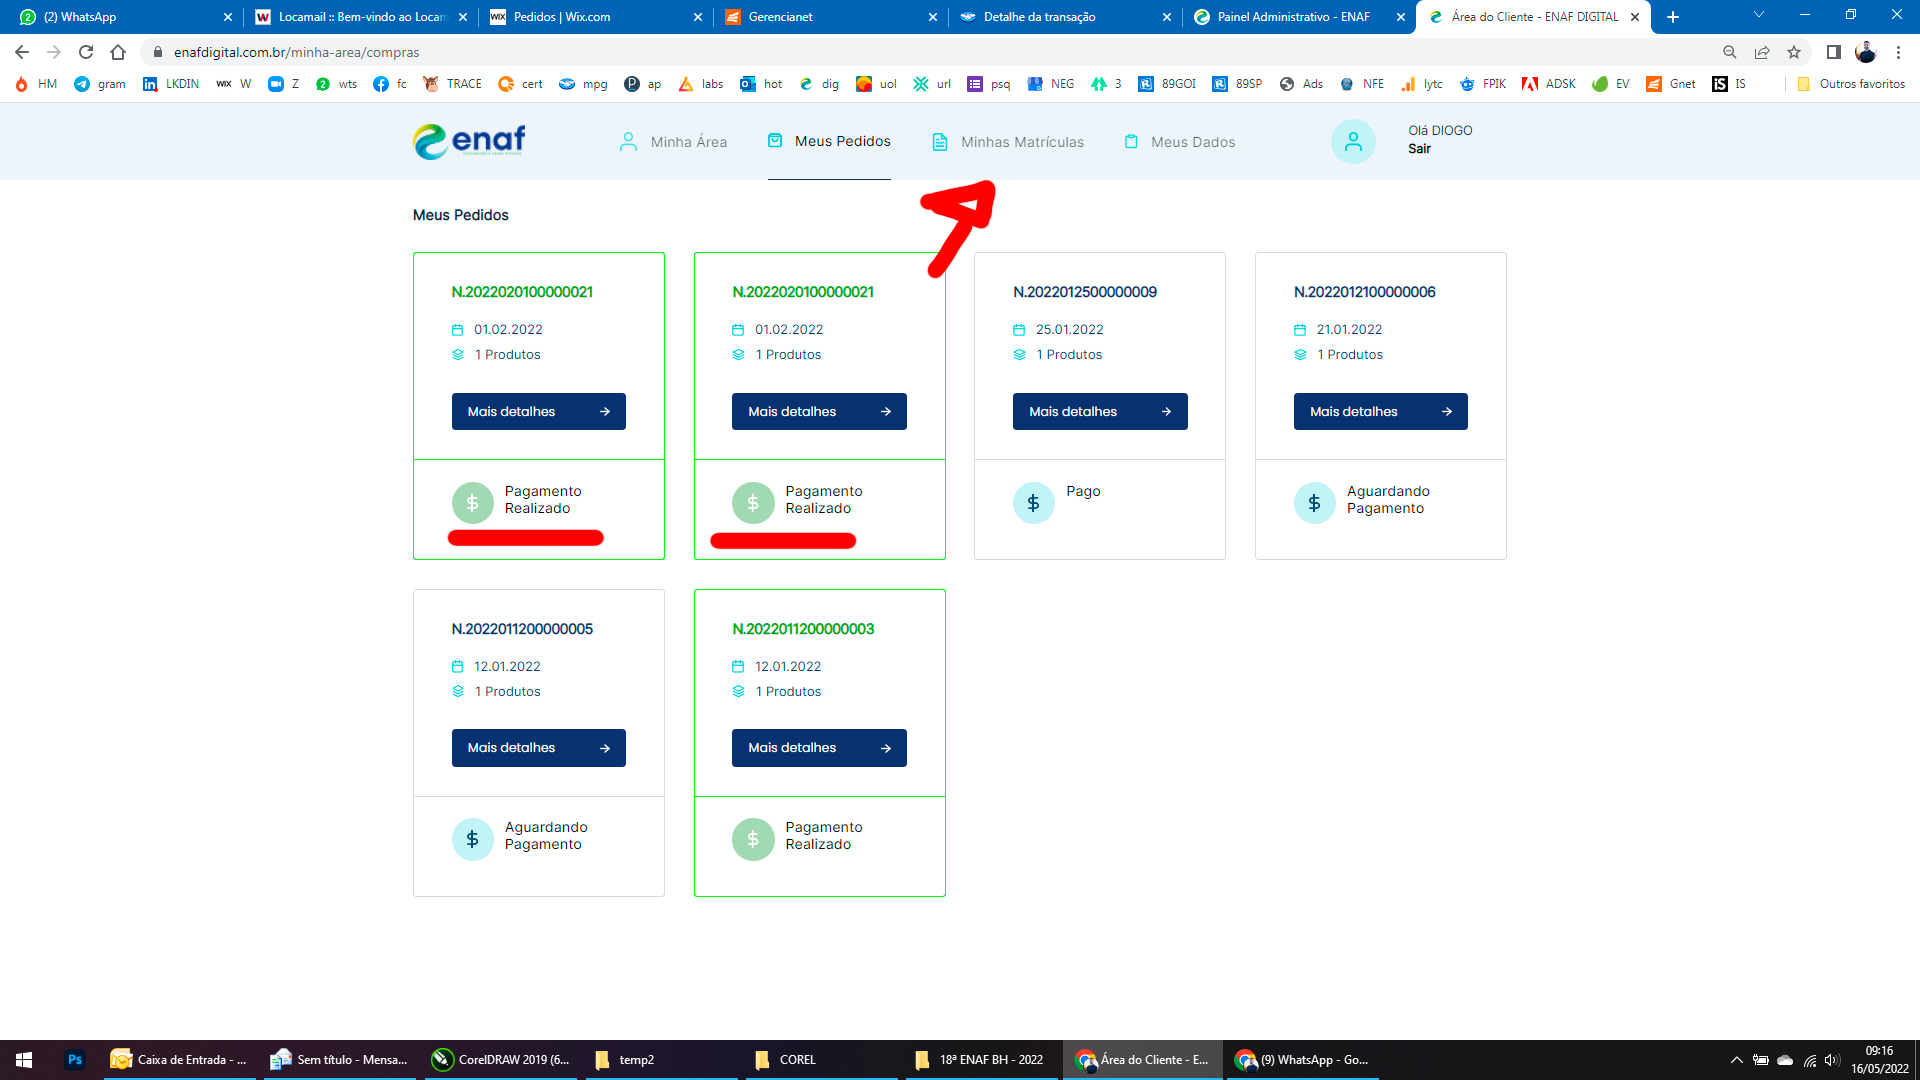 (2) WhatsApp
Locamail :: Bem-vindo ao Locam
Pedidos | Wix.com
Gerencianet
Detalhe da transação
Painel Administrativo - ENAF
Área do Cliente - ENAF DIGITAL
enafdigital.com.br/minha-area/compras
HM
gram
LKDIN
W
Z
wts
fc
TRACE
cert
mpg
ap
labs
hot
dig
uol
url
psq
NEG
3
89GOI
89SP
Ads
NFE
lytc
FPIK
ADSK
EV
Gnet
IS
Outros favoritos
enaf
Minha Área
Meus Pedidos
Minhas Matrículas
Meus Dados
Olá DIOGO
Sair
Meus Pedidos
N.2022020100000021
01.02.2022
1 Produtos
Mais detalhes
Pagamento
Realizado
N.2022020100000021
01.02.2022
1 Produtos
Mais detalhes
Pagamento
Realizado
N.2022012500000009
25.01.2022
1 Produtos
Mais detalhes
Pago
N.2022012100000006
21.01.2022
1 Produtos
Mais detalhes
Aguardando
Pagamento
N.2022011200000005
12.01.2022
1 Produtos
Mais detalhes
Aguardando
Pagamento
N.2022011200000003
12.01.2022
1 Produtos
Mais detalhes
Pagamento
Realizado
Caixa de Entrada - ...
Sem título - Mensa...
CorelDRAW 2019 (6...
temp2
COREL
18ª ENAF BH - 2022
Área do Cliente - E...
(9) WhatsApp - Go...
09:16
16/05/2022